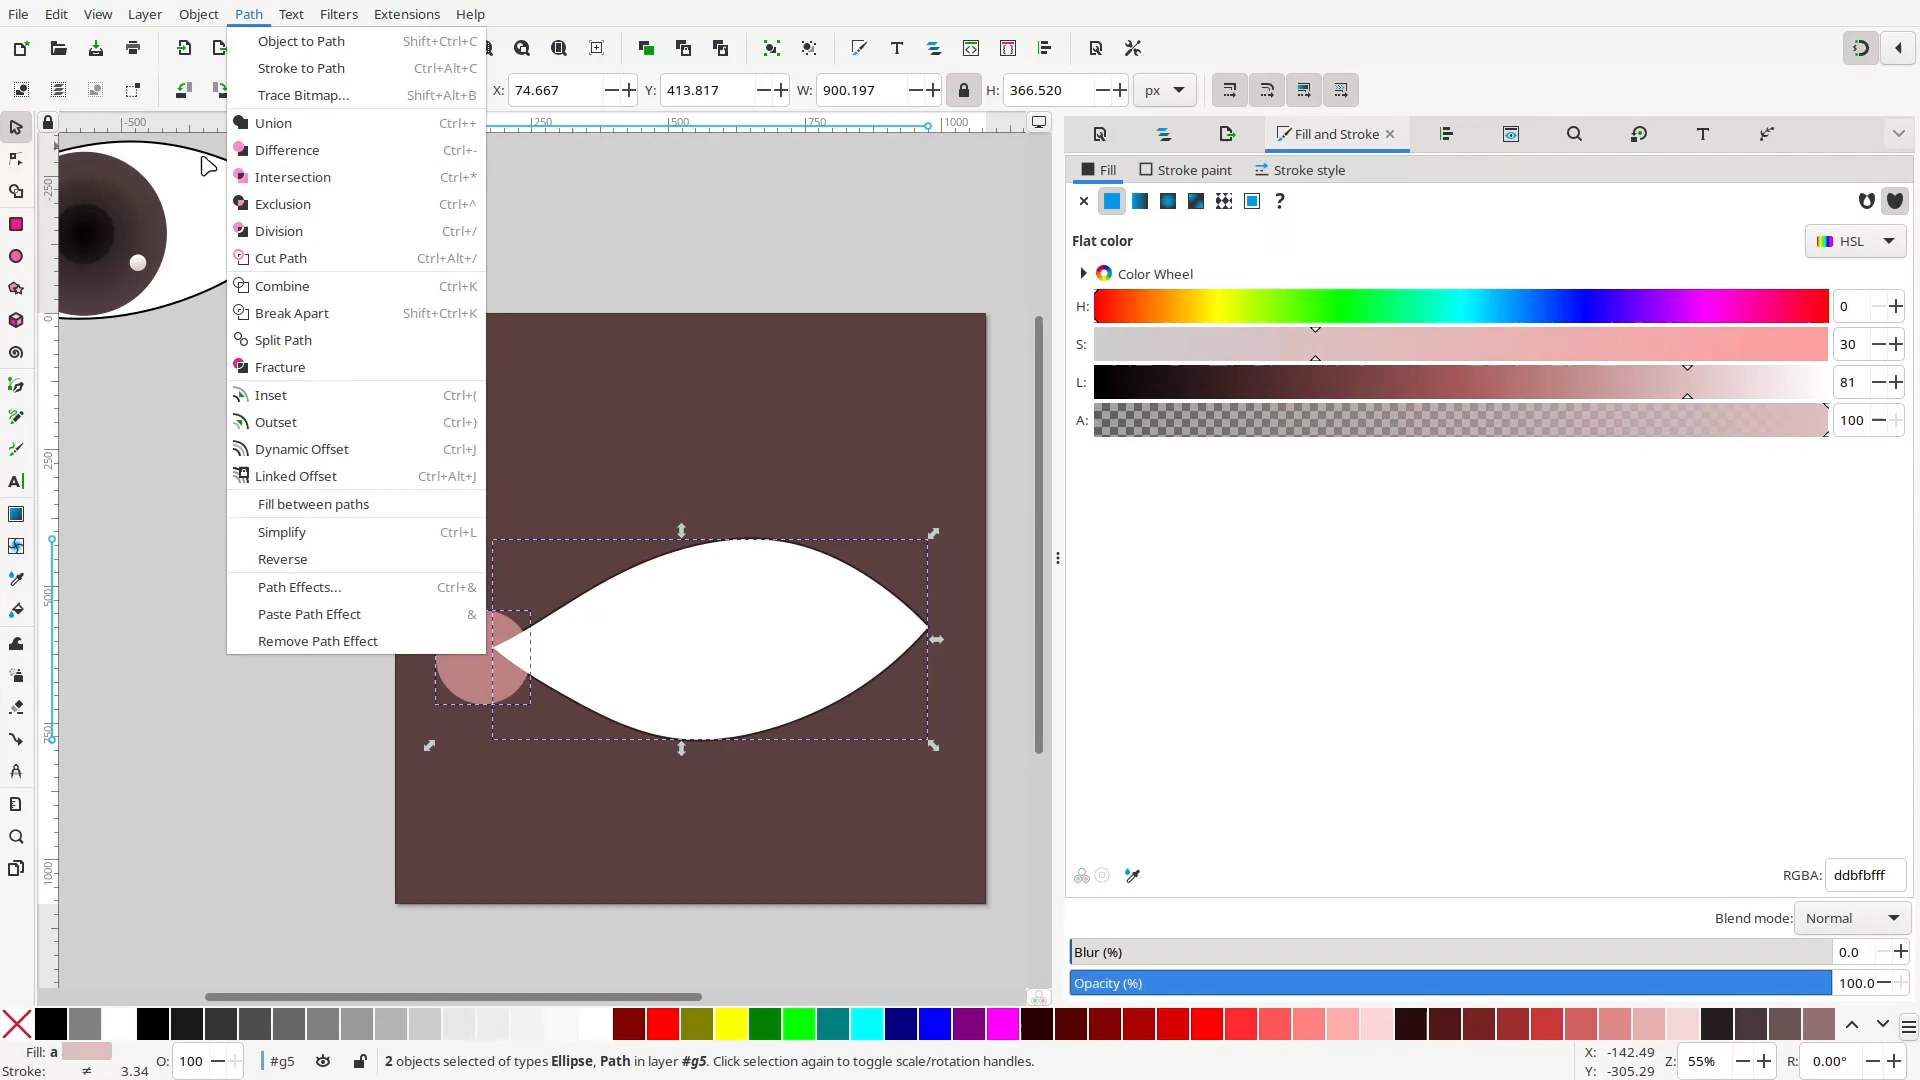 File Edit View Layer Object Path Text Filters Extensions Help
Object to Path Shift+Ctrl+C
Stroke to Path Ctrl+Alt+C
Trace Bitmap... Shift+Alt+B
Union Ctrl++
Difference Ctrl+-
Intersection Ctrl+*
Exclusion Ctrl+^
Division Ctrl+/
Cut Path Ctrl+Alt+/
Combine Ctrl+K
Break Apart Shift+Ctrl+K
Split Path
Fracture
Inset Ctrl+(
Outset Ctrl+)
Dynamic Offset Ctrl+J
Linked Offset Ctrl+Alt+J
Fill between paths
Simplify Ctrl+L
Reverse
Path Effects... Ctrl+&
Paste Path Effect &
Remove Path Effect
X: 74.667 Y: 413.817 W: 900.197 H: 366.520 px
-500 250 500 750 1000
-250
0
250
500
750
1000
Fill and Stroke
Fill Stroke paint Stroke style
?
Flat color HSL
Color Wheel
H: 0
S: 30
L: 81
A: 100
RGBA: ddbfbfff
Blend mode: Normal
Blur (%) 0.0
Opacity (%) 100.0
Fill: a O: 100 #g5 2 objects selected of types Ellipse, Path in layer #g5. Click selection again to toggle scale/rotation handles. X: -142.49 Z: 55% R: 0.00°
Stroke: ≠ 3.34 Y: -305.29